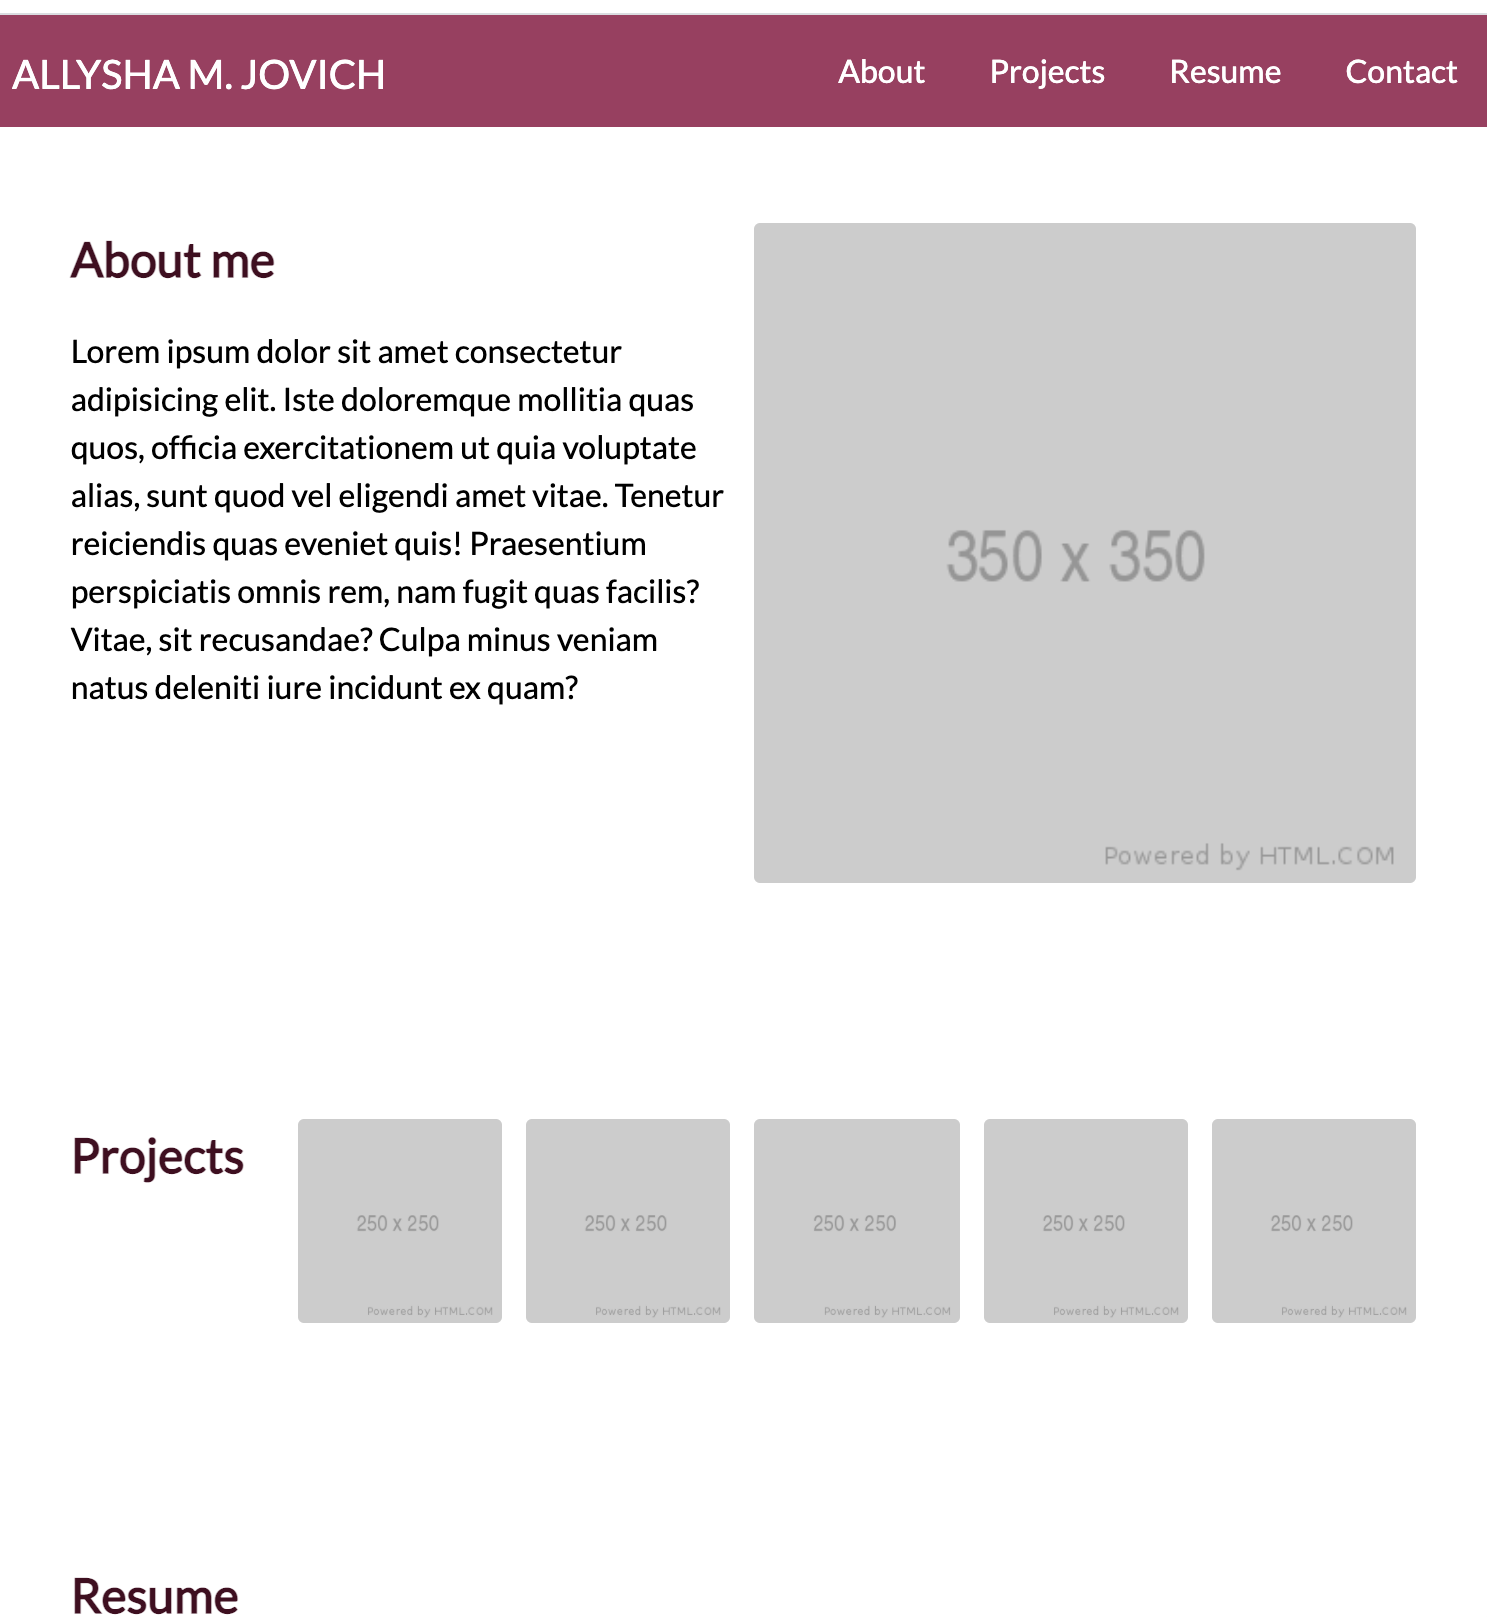 ALLYSHA M. JOVICH
About
Projects
Resume
Contact
About me
Lorem ipsum dolor sit amet consectetur
adipisicing elit. Iste doloremque mollitia quas
quos, officia exercitationem ut quia voluptate
alias, sunt quod vel eligendi amet vitae. Tenetur
reiciendis quas eveniet quis! Praesentium
perspiciatis omnis rem, nam fugit quas facilis?
Vitae, sit recusandae? Culpa minus veniam
natus deleniti iure incidunt ex quam?
350 x 350
Powered by HTML.COM
Projects
250 x 250
Powered by HTML.COM
250 x 250
Powered by HTML.COM
250 x 250
Powered by HTML.COM
250 x 250
Powered by HTML.COM
250 x 250
Powered by HTML.COM
Resume